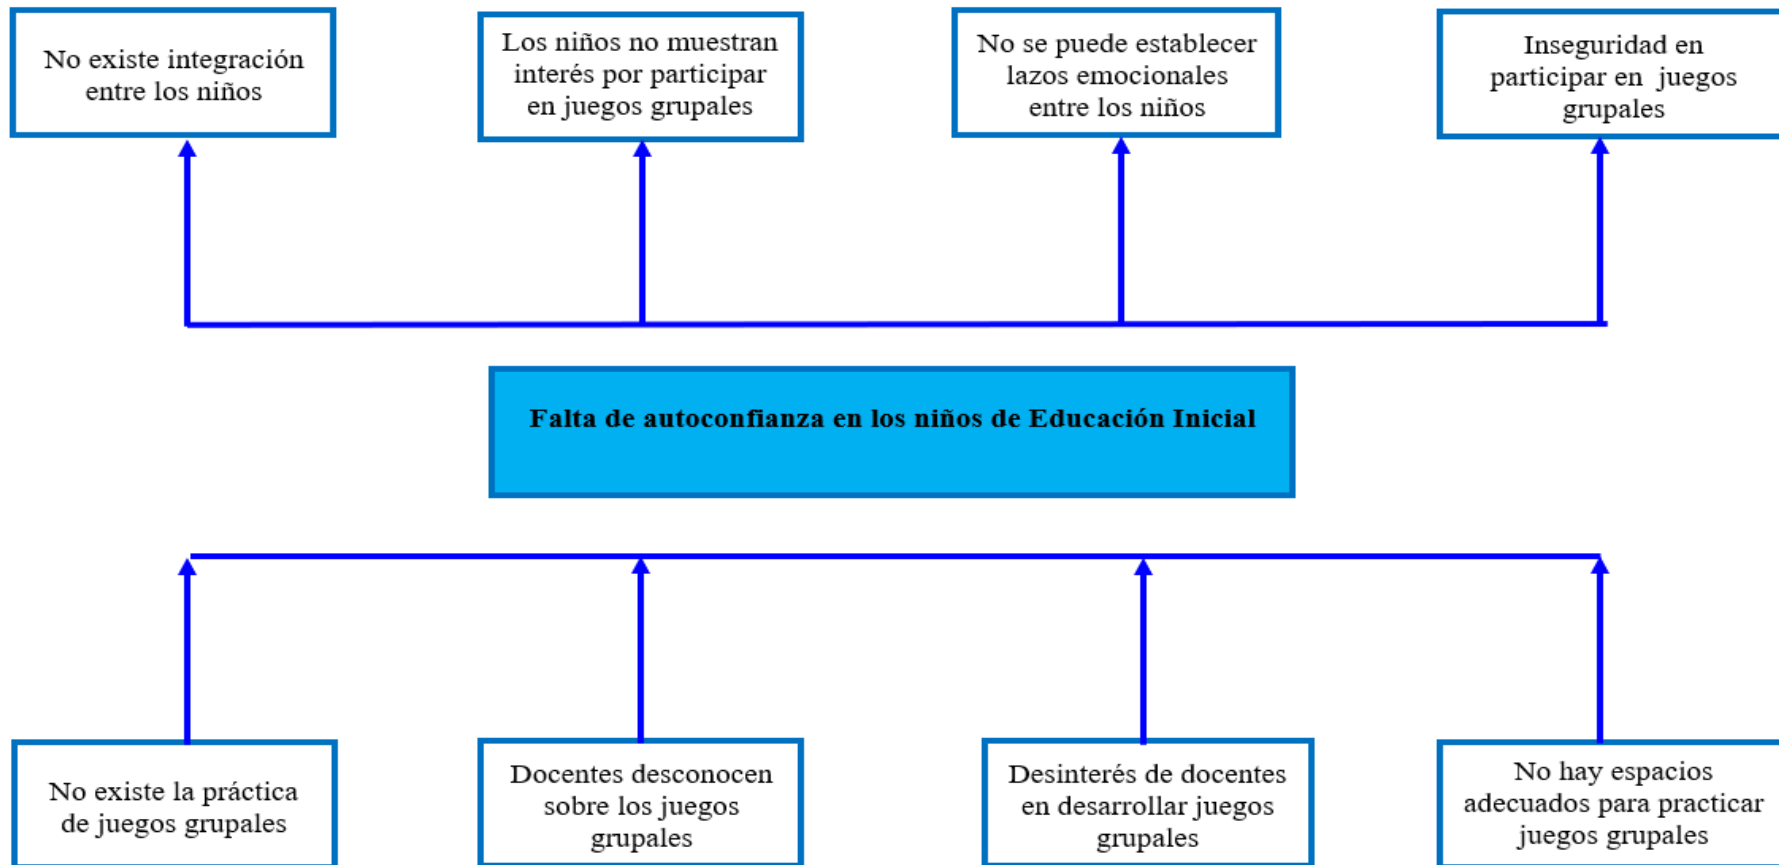 No existe integración
entre los niños
Los niños no muestran
interés por participar
en juegos grupales
No se puede establecer
lazos emocionales
entre los niños
Inseguridad en
participar en juegos
grupales
Falta de autoconfianza en los niños de Educación Inicial
No existe la práctica
de juegos grupales
Docentes desconocen
sobre los juegos
grupales
Desinterés de docentes
en desarrollar juegos
grupales
No hay espacios
adecuados para practicar
juegos grupales